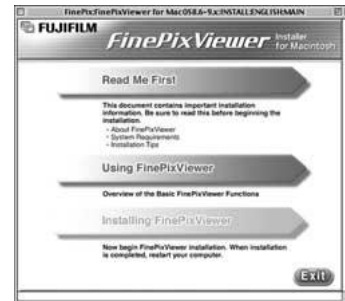 FinePix:FinePixViewer for MacOS8.6-9.x:INSTALL:ENGLISH:MAIN
FUJIFILM
FinePixViewer Installer for Macintosh
Read Me First
This document contains important installation
information. Be sure to read this before beginning the
installation.
- About FinePixViewer
- System Requirements
- Installation Tips
Using FinePixViewer
Overview of the Basic FinePixViewer Functions
Installing FinePixViewer
Now begin FinePixViewer installation. When installation
is completed, restart your computer.
Exit